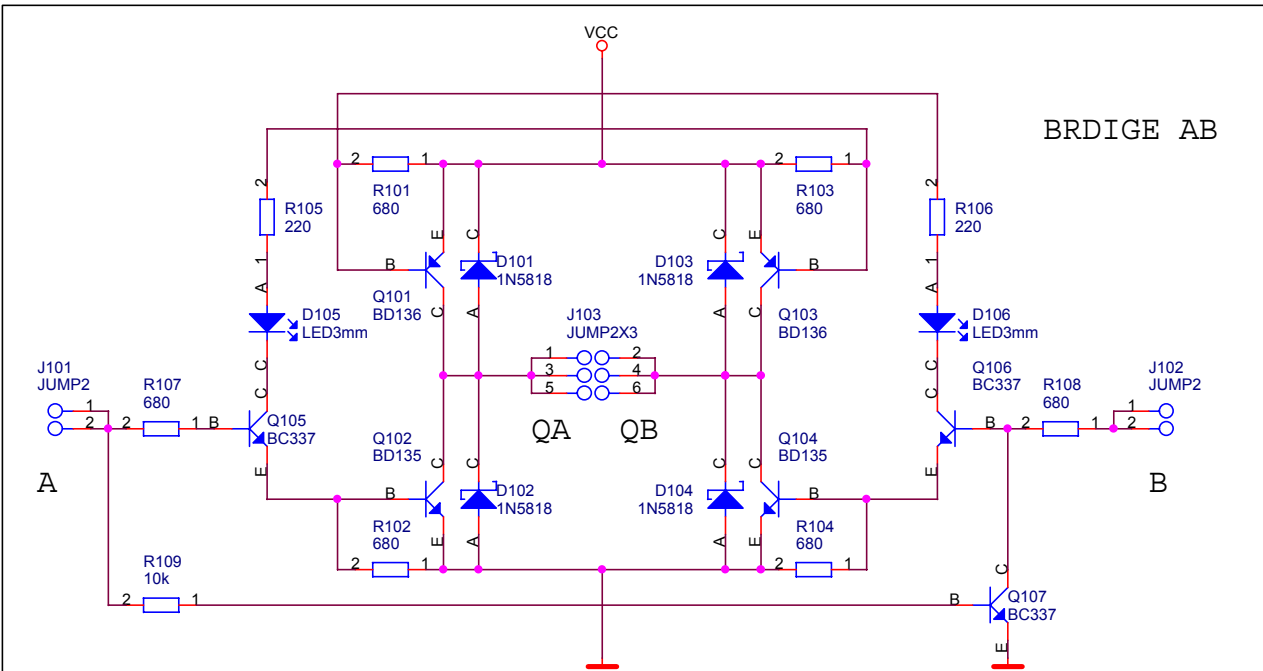 VCC
BRDIGE AB
2 R101 680 1
2 R103 680 1
2 R105 220 1
2 R106 220 1
B E C Q101 BD136
C A D101 1N5818
C A D103 1N5818
E B C Q103 BD136
A D105 LED3mm C
A D106 LED3mm C
J103 JUMP2X3
1 2
3 4
5 6
QA QB
J101 JUMP2
1
2
A
2 R107 680 1
B C Q105 BC337 E
C Q106 BC337 B E
2 R108 680 1
J102 JUMP2
1
2
B
Q102 BD135 C B E
C D102 1N5818 A
C D104 1N5818 A
Q104 BD135 C B E
R102 680 2 1
R104 680 2 1
R109 10k 2 1
B C Q107 BC337 E